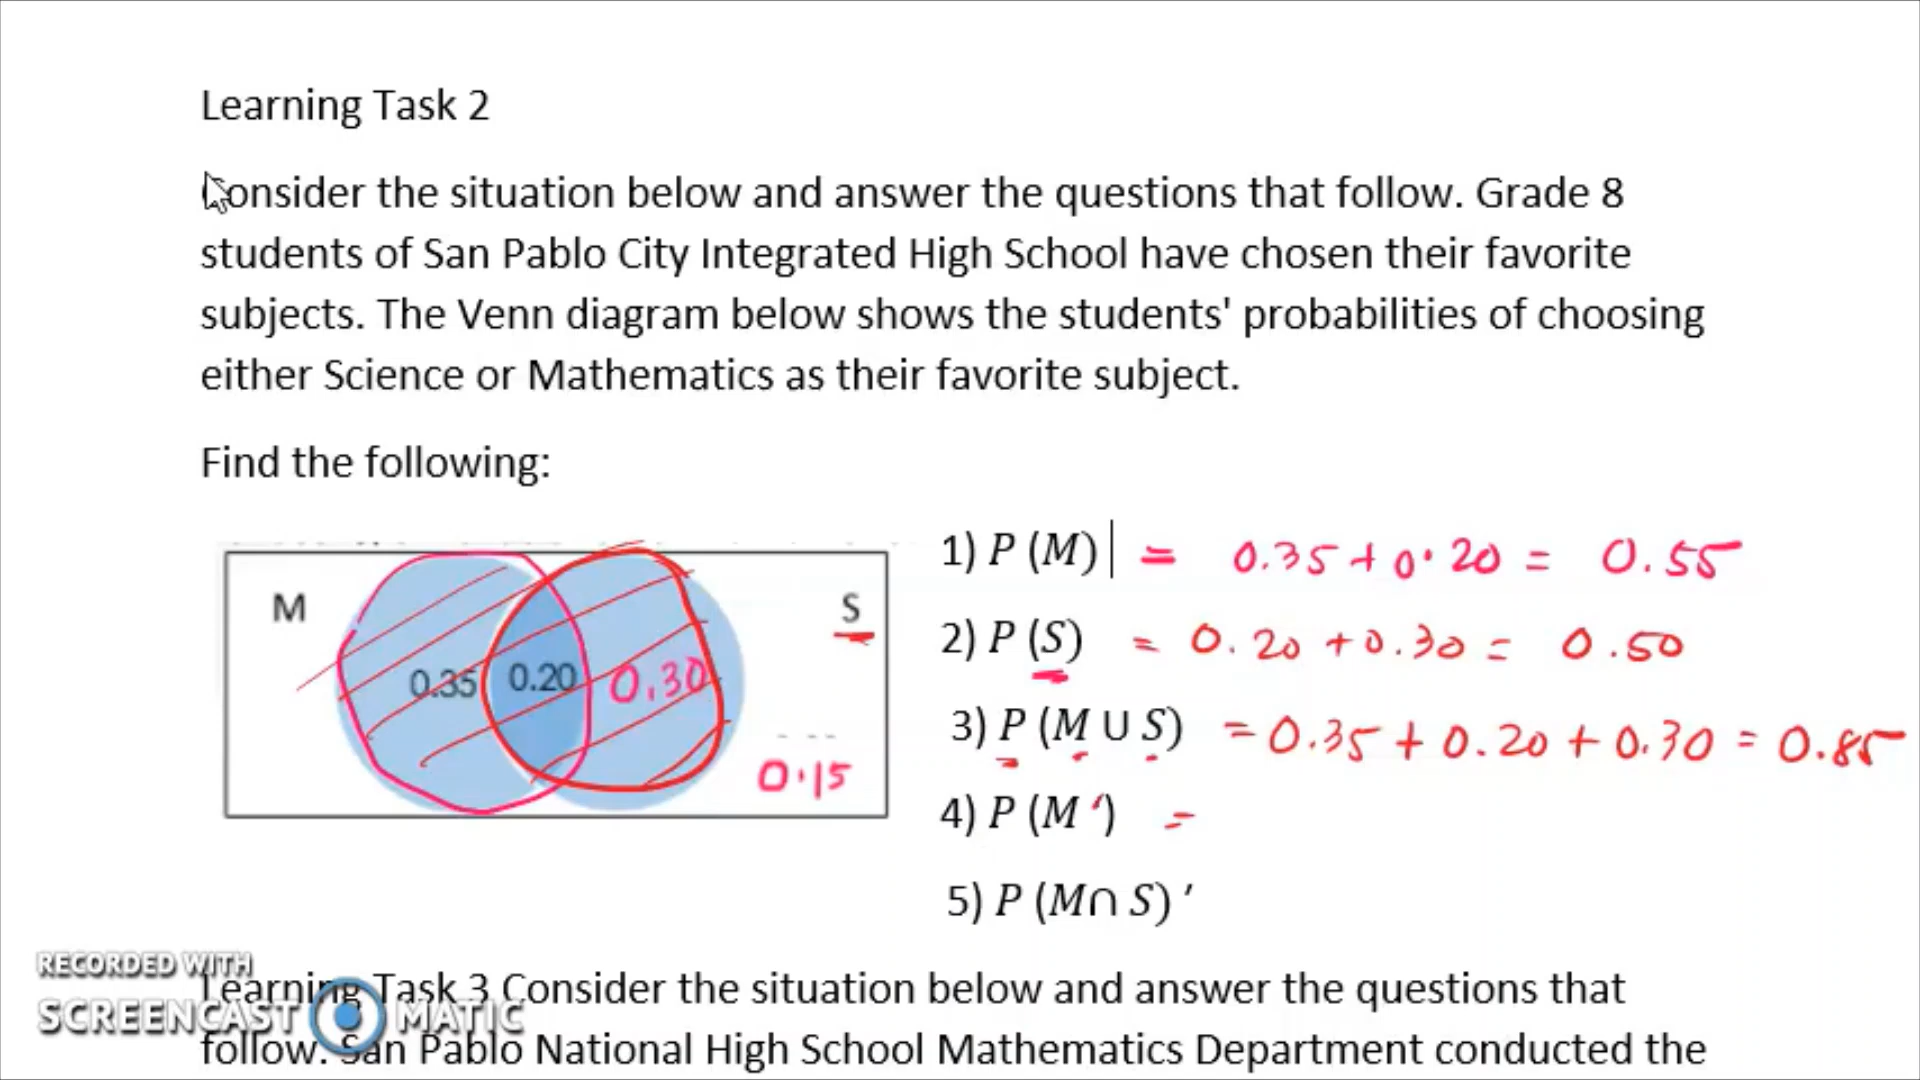 Learning Task 2
Consider the situation below and answer the questions that follow. Grade 8
students of San Pablo City Integrated High School have chosen their favorite
subjects. The Venn diagram below shows the students' probabilities of choosing
either Science or Mathematics as their favorite subject.
Find the following:
M
S
0.35
0.20
0.30
0.15
1) P (M) = 0.35 + 0.20 = 0.55
2) P (S) = 0.20 + 0.30 = 0.50
3) P (M ∪ S) = 0.35 + 0.20 + 0.30 = 0.85
4) P (M ') =
5) P (M∩ S) '
RECORDED WITH
SCREENCAST MATIC
Learning Task 3 Consider the situation below and answer the questions that
follow. San Pablo National High School Mathematics Department conducted the